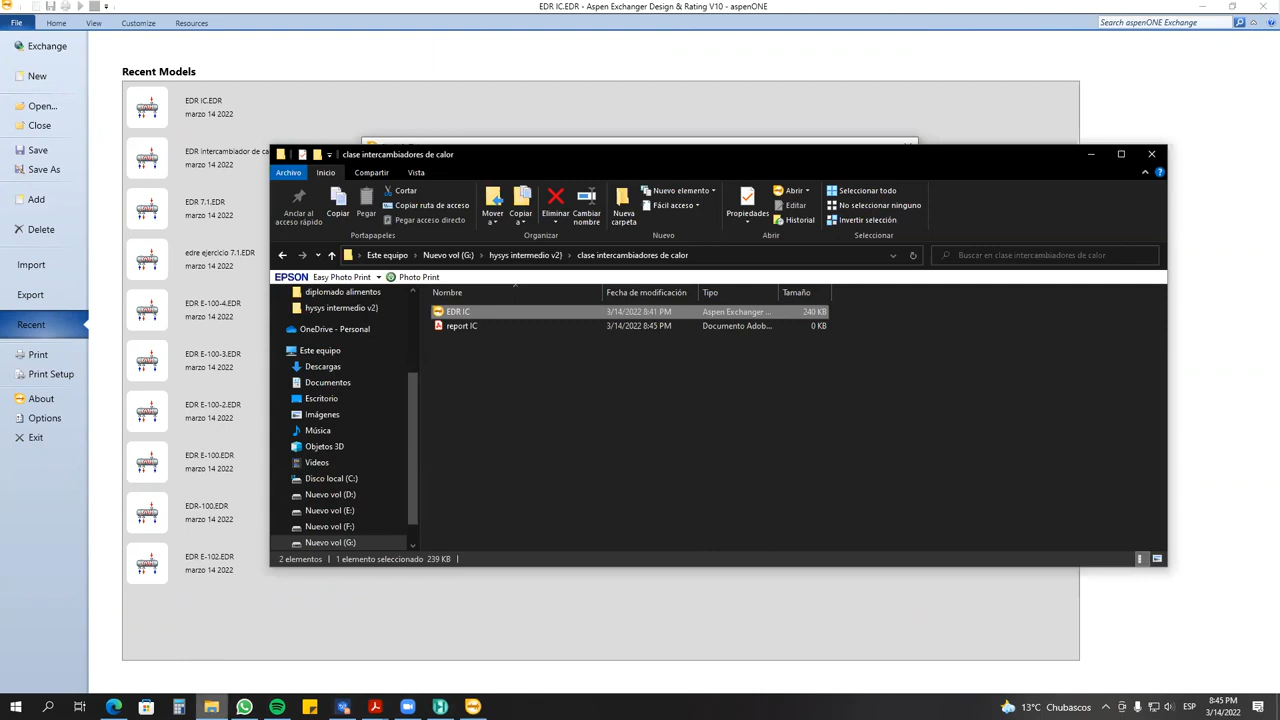 EDR IC.EDR - Aspen Exchanger Design & Rating V10 - aspenONE
File Home View Customize Resources
Search aspenONE Exchange
Exchange
New
Open...
Close
Save
Save As
Add
Delete
Import
Export
Recent
Print
Print Setup
About
Options
Exit
Recent Models
EDR IC.EDR
marzo 14 2022
EDR intercambiador de ca
marzo 14 2022
EDR 7.1.EDR
marzo 14 2022
edre ejercicio 7.1.EDR
marzo 14 2022
EDR E-100-4.EDR
marzo 14 2022
EDR E-100-3.EDR
marzo 14 2022
EDR E-100-2.EDR
marzo 14 2022
EDR E-100.EDR
marzo 14 2022
EDR-100.EDR
marzo 14 2022
EDR E-102.EDR
marzo 14 2022
clase intercambiadores de calor
Archivo Inicio Compartir Vista
Anclar al acceso rápido
Copiar
Pegar
Cortar
Copiar ruta de acceso
Pegar acceso directo
Portapapeles
Mover a
Copiar a
Eliminar
Cambiar nombre
Organizar
Nueva carpeta
Nuevo elemento
Fácil acceso
Nuevo
Propiedades
Abrir
Editar
Historial
Abrir
Seleccionar todo
No seleccionar ninguno
Invertir selección
Seleccionar
Este equipo Nuevo vol (G:) hysys intermedio v2} clase intercambiadores de calor
Buscar en clase intercambiadores de calor
EPSON Easy Photo Print Photo Print
diplomado alimentos
hysys intermedio v2}
OneDrive - Personal
Este equipo
Descargas
Documentos
Escritorio
Imágenes
Música
Objetos 3D
Videos
Disco local (C:)
Nuevo vol (D:)
Nuevo vol (E:)
Nuevo vol (F:)
Nuevo vol (G:)
Nombre Fecha de modificación Tipo Tamaño
EDR IC 3/14/2022 8:41 PM Aspen Exchanger ... 240 KB
report IC 3/14/2022 8:45 PM Documento Adob... 0 KB
2 elementos 1 elemento seleccionado 239 KB
13°C Chubascos
ESP
8:45 PM
3/14/2022